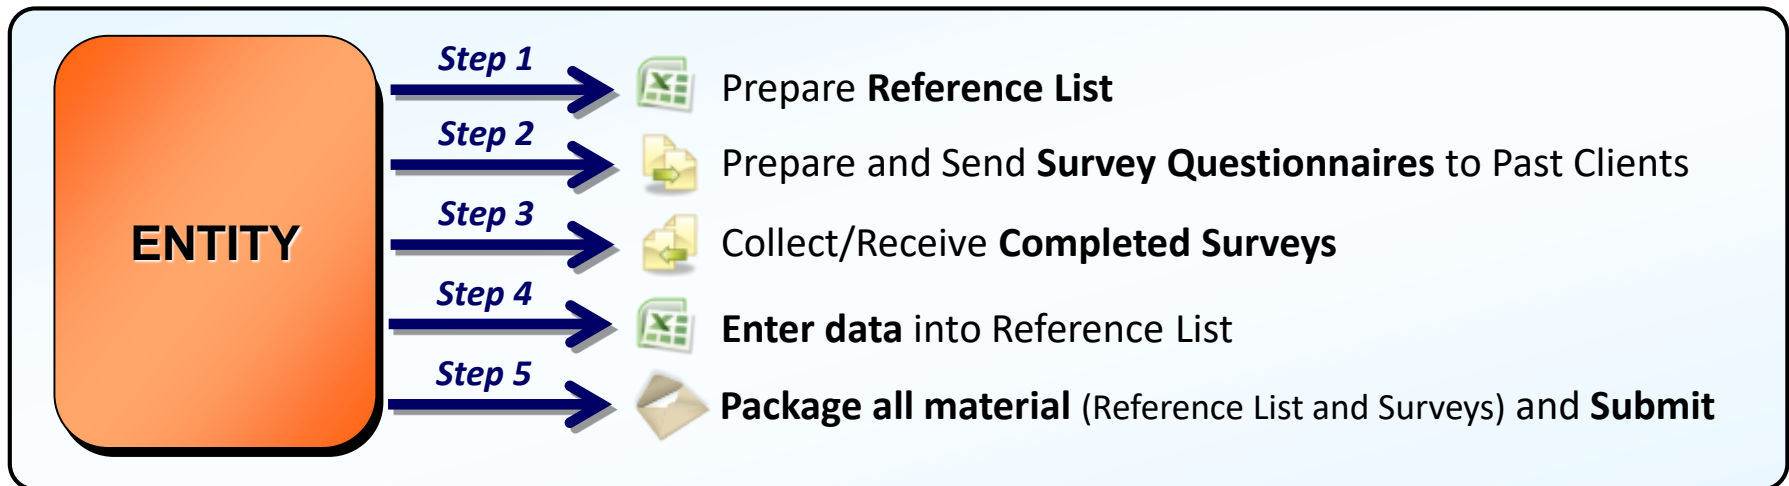 ENTITY
Step 1
Prepare Reference List
Step 2
Prepare and Send Survey Questionnaires to Past Clients
Step 3
Collect/Receive Completed Surveys
Step 4
Enter data into Reference List
Step 5
Package all material (Reference List and Surveys) and Submit